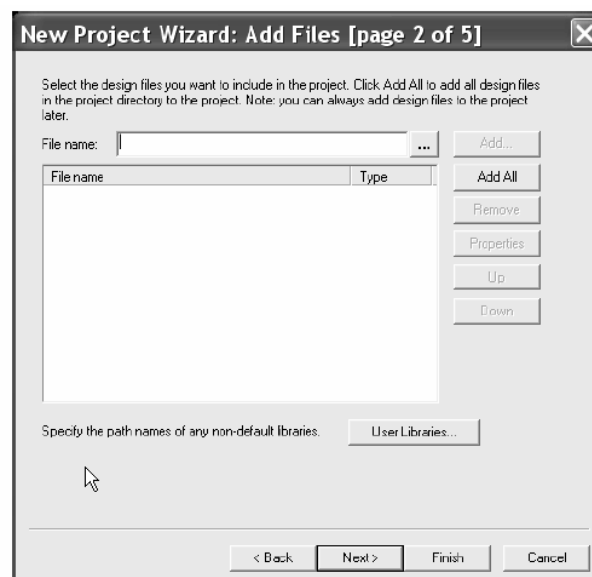 New Project Wizard: Add Files [page 2 of 5]
Select the design files you want to include in the project. Click Add All to add all design files
in the project directory to the project. Note: you can always add design files to the project
later.
File name: ... Add...
File name Type Add All
Remove
Properties
Up
Down
Specify the path names of any non-default libraries. User Libraries...
< Back Next > Finish Cancel